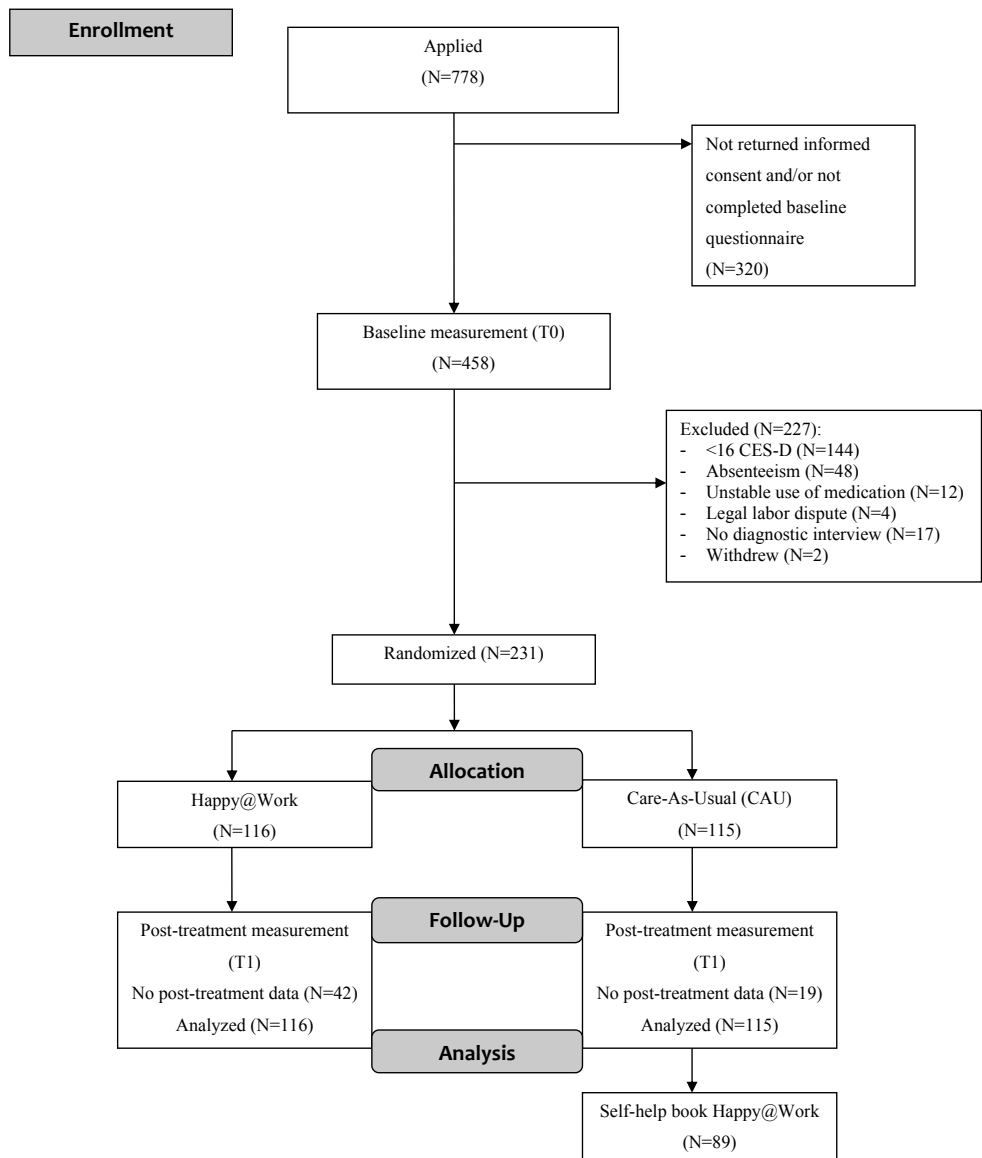 Enrollment
Applied
(N=778)
Not returned informed
consent and/or not
completed baseline
questionnaire
(N=320)
Baseline measurement (T0)
(N=458)
Excluded (N=227):
- <16 CES-D (N=144)
- Absenteeism (N=48)
- Unstable use of medication (N=12)
- Legal labor dispute (N=4)
- No diagnostic interview (N=17)
- Withdrew (N=2)
Randomized (N=231)
Allocation
Happy@Work
(N=116)
Care-As-Usual (CAU)
(N=115)
Follow-Up
Post-treatment measurement
(T1)
No post-treatment data (N=42)
Analyzed (N=116)
Post-treatment measurement
(T1)
No post-treatment data (N=19)
Analyzed (N=115)
Analysis
Self-help book Happy@Work
(N=89)